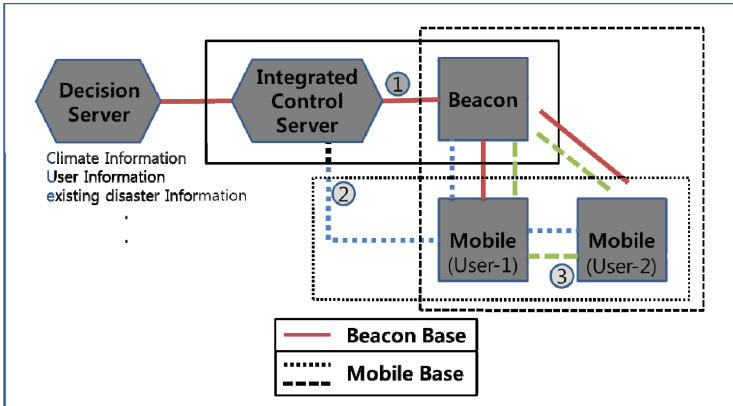 Decision
Server
Integrated
Control
Server
1
Beacon
Climate Information
User Information
existing disaster Information
.
.
2
Mobile
(User-1)
Mobile
(User-2)
3
Beacon Base
Mobile Base